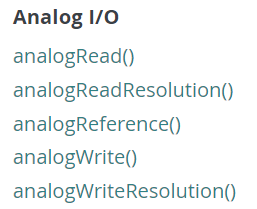 Analog I/O
analogRead()
analogReadResolution()
analogReference()
analogWrite()
analogWriteResolution()